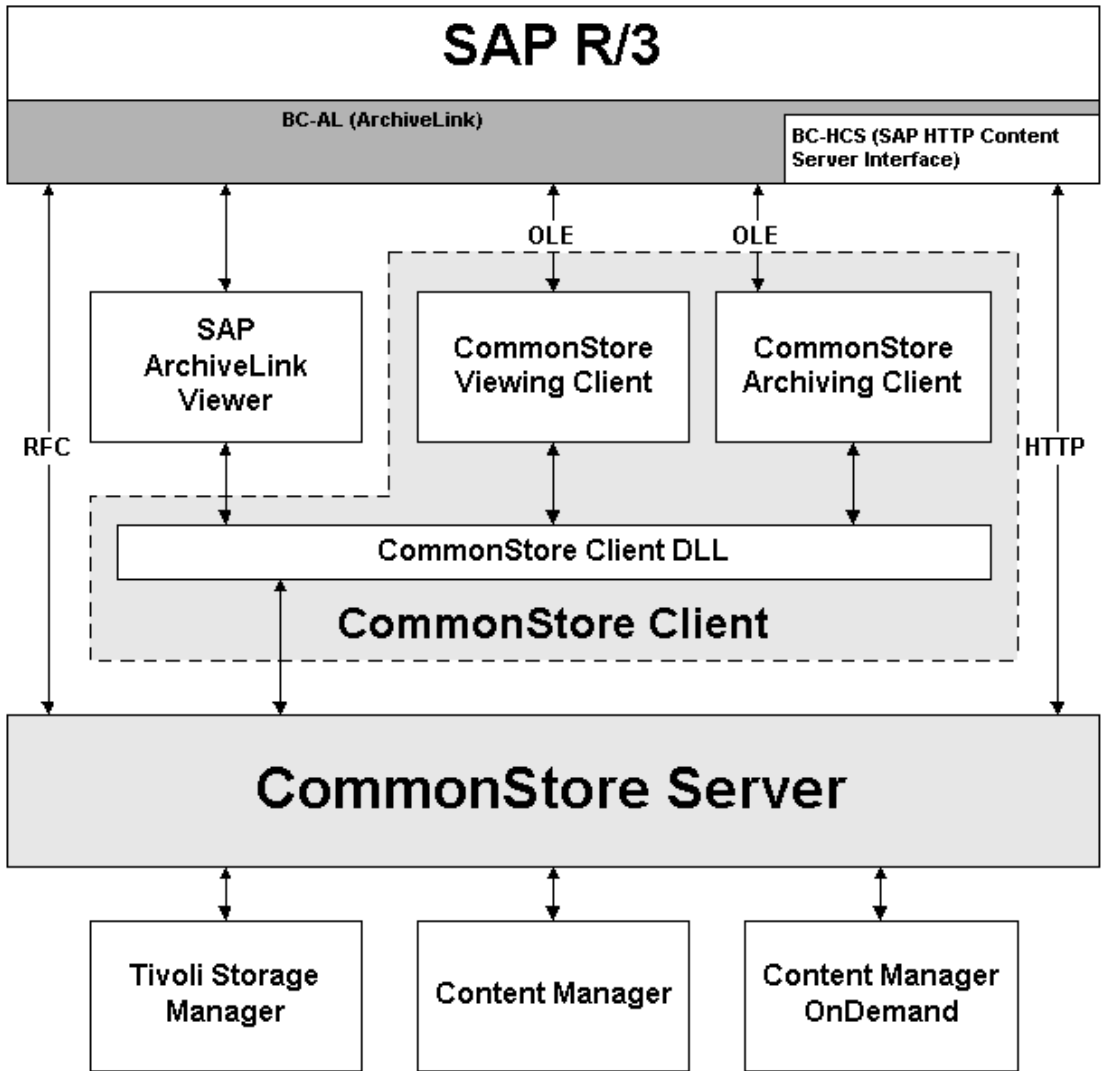 SAP R/3
BC-AL (ArchiveLink)
BC-HCS (SAP HTTP Content
Server Interface)
OLE
OLE
SAP
ArchiveLink
Viewer
CommonStore
Viewing Client
CommonStore
Archiving Client
RFC
HTTP
CommonStore Client DLL
CommonStore Client
CommonStore Server
Tivoli Storage
Manager
Content Manager
Content Manager
OnDemand